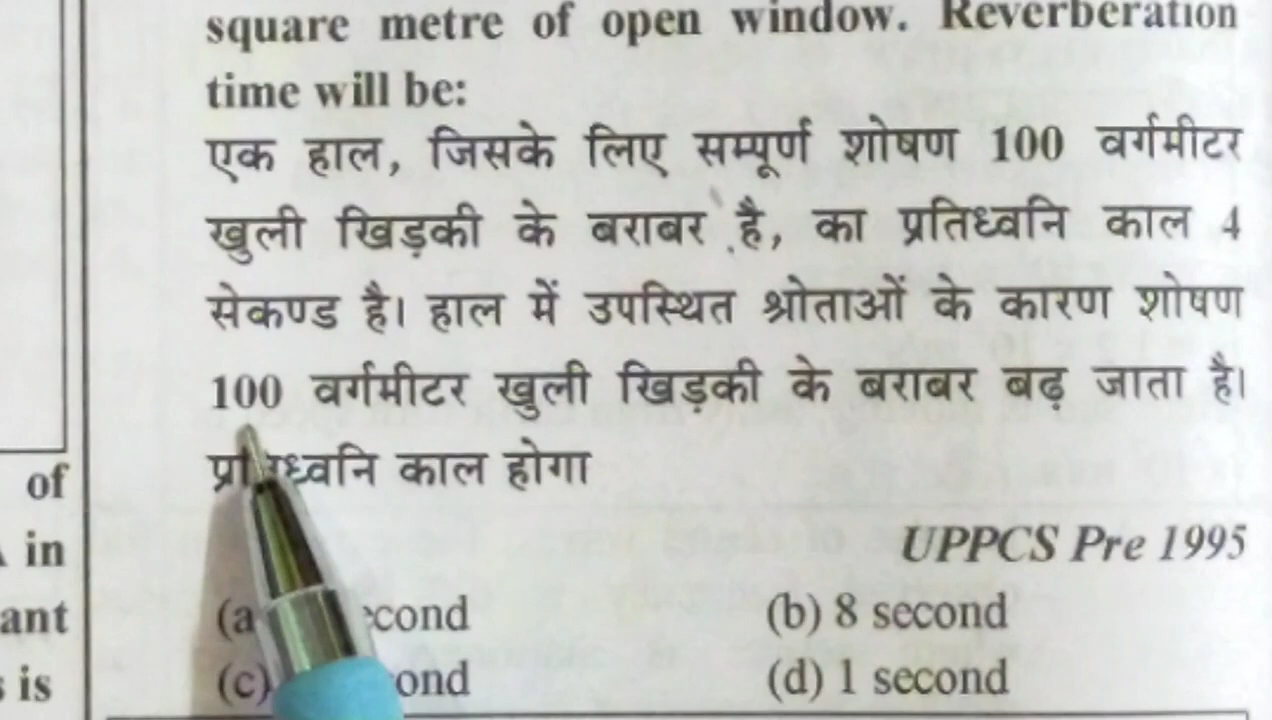 square metre of open window. Reverberation
time will be:
एक हाल, जिसके लिए सम्पूर्ण शोषण 100 वर्गमीटर
खुली खिड़की के बराबर है, का प्रतिध्वनि काल 4
सेकण्ड है। हाल में उपस्थित श्रोताओं के कारण शोषण
100 वर्गमीटर खुली खिड़की के बराबर बढ़ जाता है।
काल होगा
UPPCS Pre 1995
(b) 8 second
(d) 1 second
of
in
ant
is